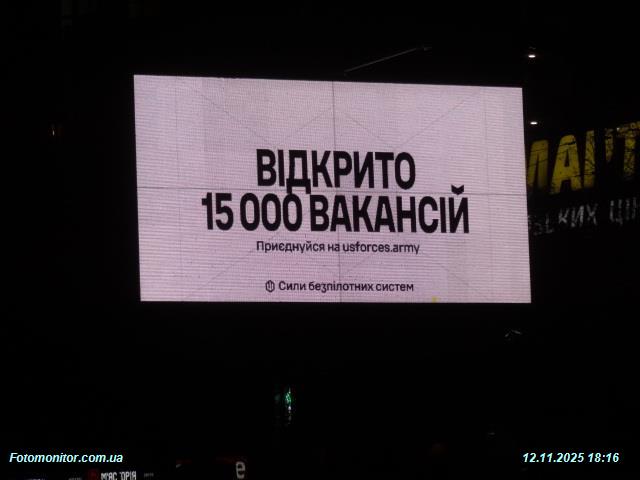 ВІДКРИТО
15 000 ВАКАНСІЙ
Приєднуйся на usforces.army
Сили безпілотних систем
Fotomonitor.com.ua
12.11.2025 18:16